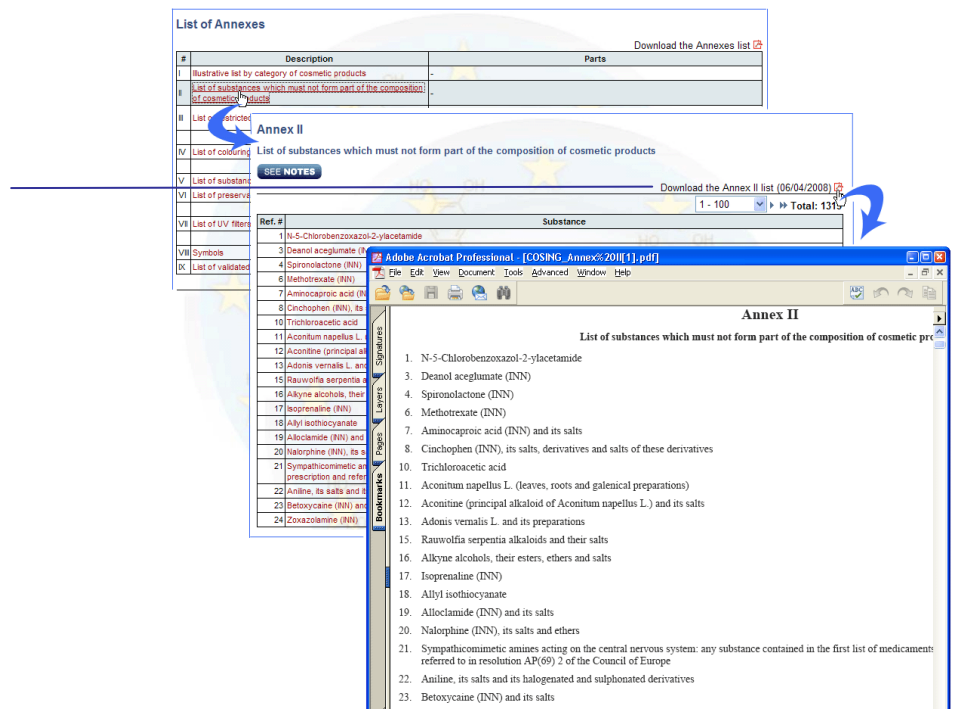 List of Annexes
Download the Annexes list
# Description Parts
I Illustrative list by category of cosmetic products -
II List of substances which must not form part of the composition -
of cosmetic products
III List of restricted
IV List of colouring
V List of substanc
VI List of preserva
VII List of UV filters
VIII Symbols
IX List of validated
Annex II
List of substances which must not form part of the composition of cosmetic products
SEE NOTES
Download the Annex II list (06/04/2008)
1 - 100 Total: 1315
Ref. # Substance
1 N-5-Chlorobenzoxazol-2-ylacetamide
3 Deanol aceglumate (IN
4 Spironolactone (INN)
6 Methotrexate (INN)
7 Aminocaproic acid (IN
8 Cinchophen (INN), its
10 Trichloroacetic acid
11 Aconitum napellus L. (
12 Aconitine (principal alk
13 Adonis vernalis L. and
15 Rauwolfia serpentia a
16 Alkyne alcohols, their
17 Isoprenaline (INN)
18 Allyl isothiocyanate
19 Alloclamide (INN) and
20 Nalorphine (INN), its s
21 Sympathicomimetic am
prescription and refer
22 Aniline, its salts and it
23 Betoxycaine (INN) and
24 Zoxazolamine (INN)
Adobe Acrobat Professional - [COSING_Annex%20II[1].pdf]
File Edit View Document Tools Advanced Window Help
Signatures
Layers
Pages
Bookmarks
Annex II
List of substances which must not form part of the composition of cosmetic pro
1. N-5-Chlorobenzoxazol-2-ylacetamide
3. Deanol aceglumate (INN)
4. Spironolactone (INN)
6. Methotrexate (INN)
7. Aminocaproic acid (INN) and its salts
8. Cinchophen (INN), its salts, derivatives and salts of these derivatives
10. Trichloroacetic acid
11. Aconitum napellus L. (leaves, roots and galenical preparations)
12. Aconitine (principal alkaloid of Aconitum napellus L.) and its salts
13. Adonis vernalis L. and its preparations
15. Rauwolfia serpentia alkaloids and their salts
16. Alkyne alcohols, their esters, ethers and salts
17. Isoprenaline (INN)
18. Allyl isothiocyanate
19. Alloclamide (INN) and its salts
20. Nalorphine (INN), its salts and ethers
21. Sympathicomimetic amines acting on the central nervous system: any substance contained in the first list of medicaments
referred to in resolution AP(69) 2 of the Council of Europe
22. Aniline, its salts and its halogenated and sulphonated derivatives
23. Betoxycaine (INN) and its salts